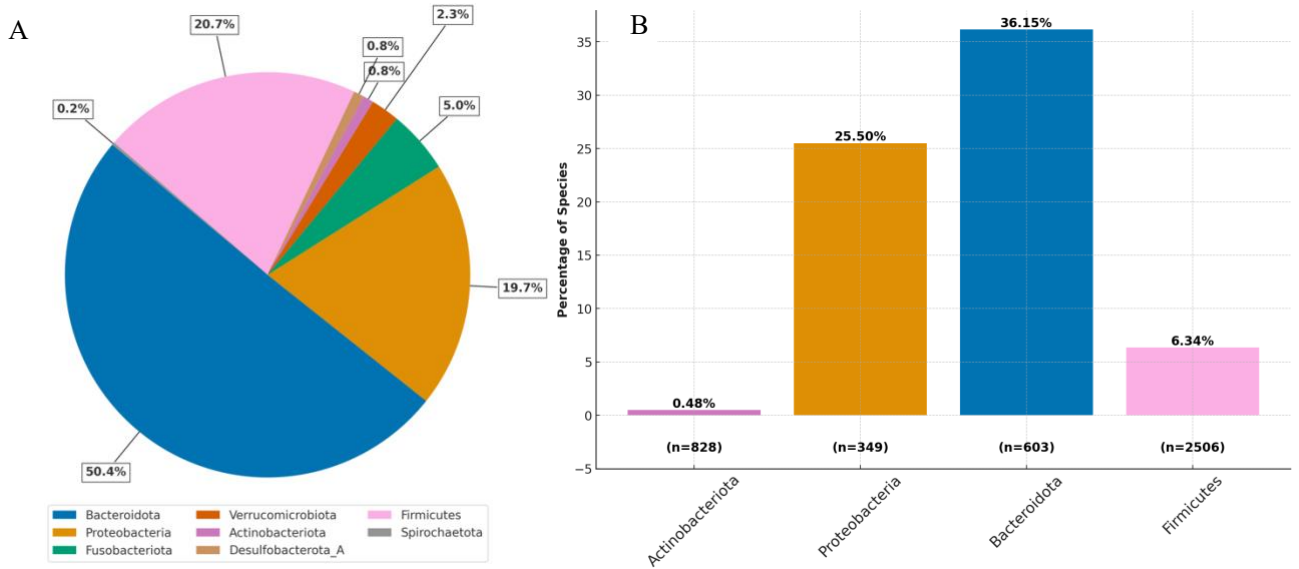 A
20.7%
0.8%
2.3%
0.8%
5.0%
0.2%
19.7%
50.4%
Bacteroidota
Proteobacteria
Fusobacteriota
Verrucomicrobiota
Actinobacteriota
Desulfobacterota_A
Firmicutes
Spirochaetota
B
Percentage of Species
35
30
25
20
15
10
5
0
−5
0.48%
25.50%
36.15%
6.34%
(n=828)
(n=349)
(n=603)
(n=2506)
Actinobacteriota
Proteobacteria
Bacteroidota
Firmicutes